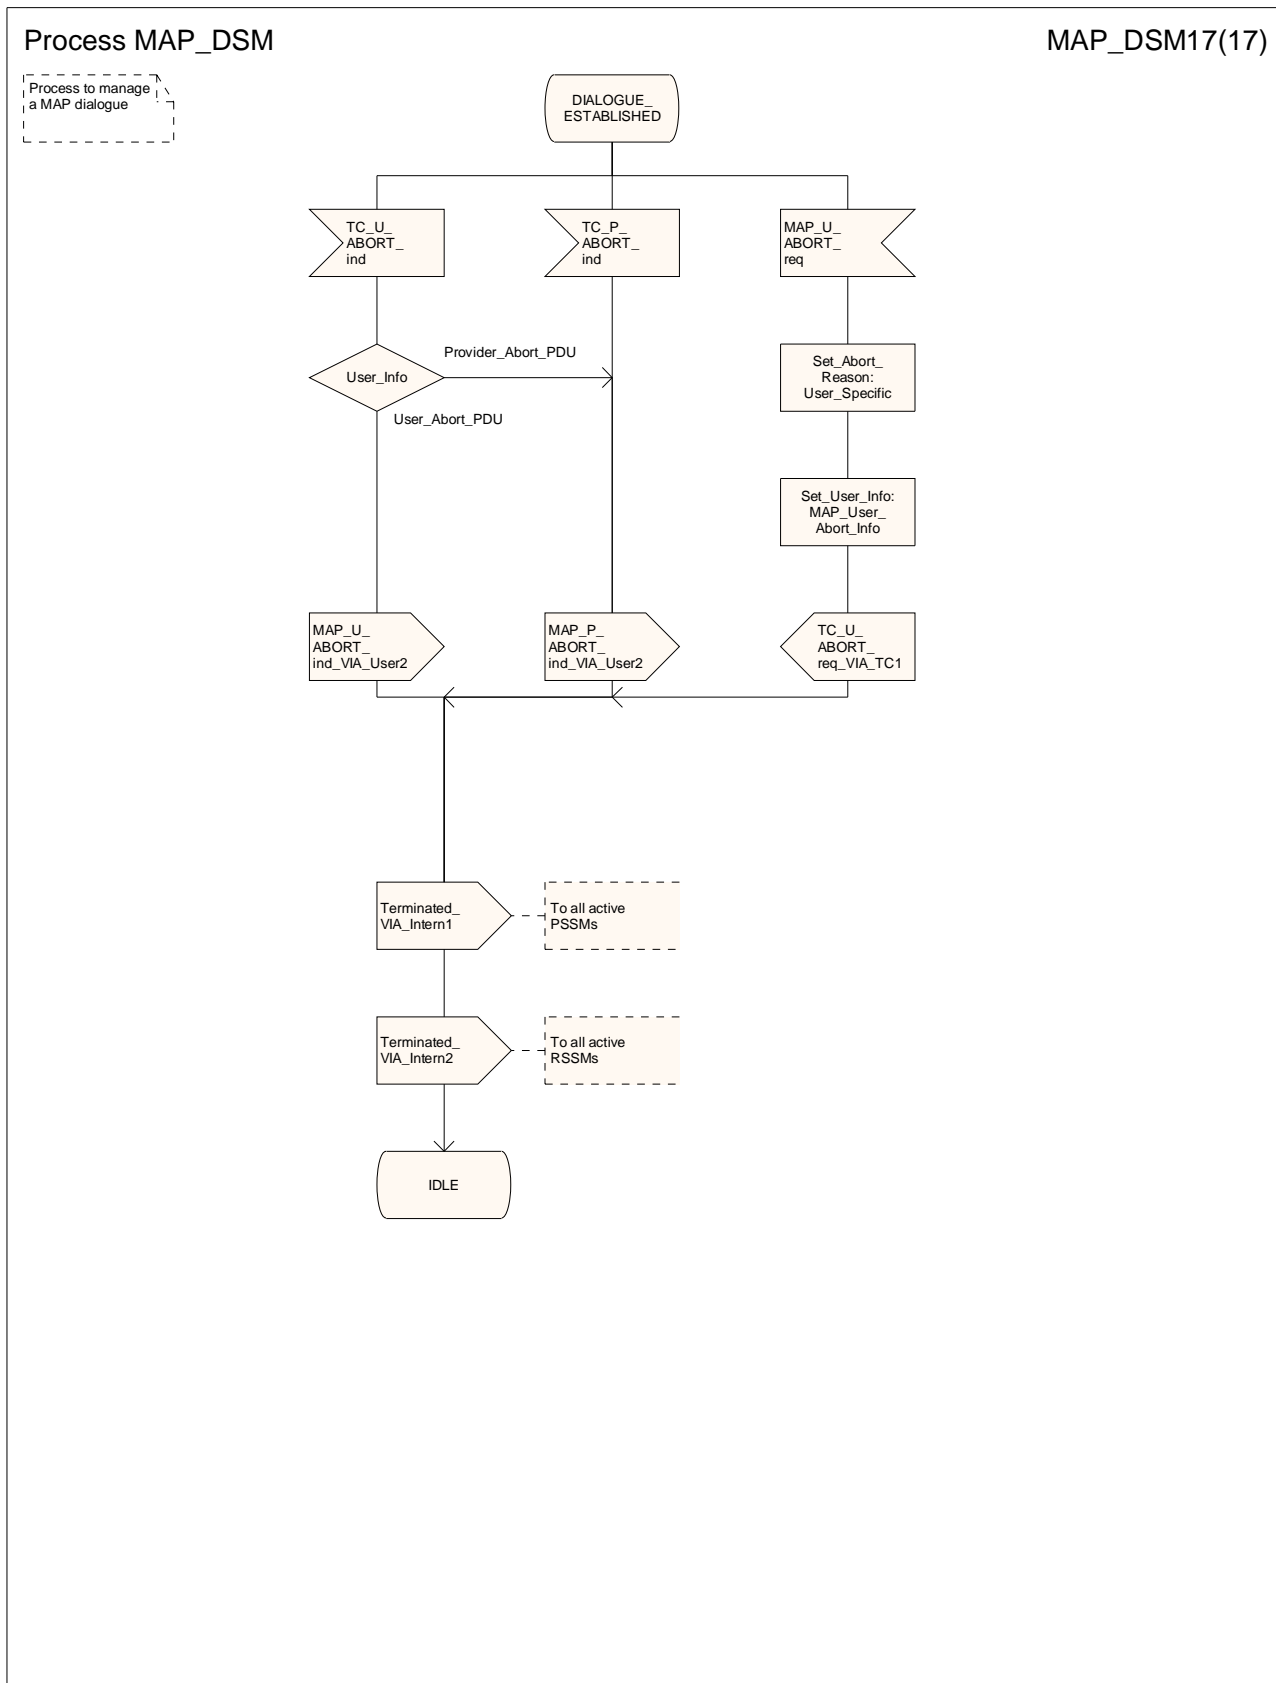 Process MAP_DSM
MAP_DSM17(17)
Process to manage
a MAP dialogue
DIALOGUE_
ESTABLISHED
TC_U_
ABORT_
ind
TC_P_
ABORT_
ind
MAP_U_
ABORT_
req
User_Info
Provider_Abort_PDU
User_Abort_PDU
Set_Abort_
Reason:
User_Specific
Set_User_Info:
MAP_User_
Abort_Info
MAP_U_
ABORT_
ind_VIA_User2
MAP_P_
ABORT_
ind_VIA_User2
TC_U_
ABORT_
req_VIA_TC1
Terminated_
VIA_Intern1
To all active
PSSMs
Terminated_
VIA_Intern2
To all active
RSSMs
IDLE